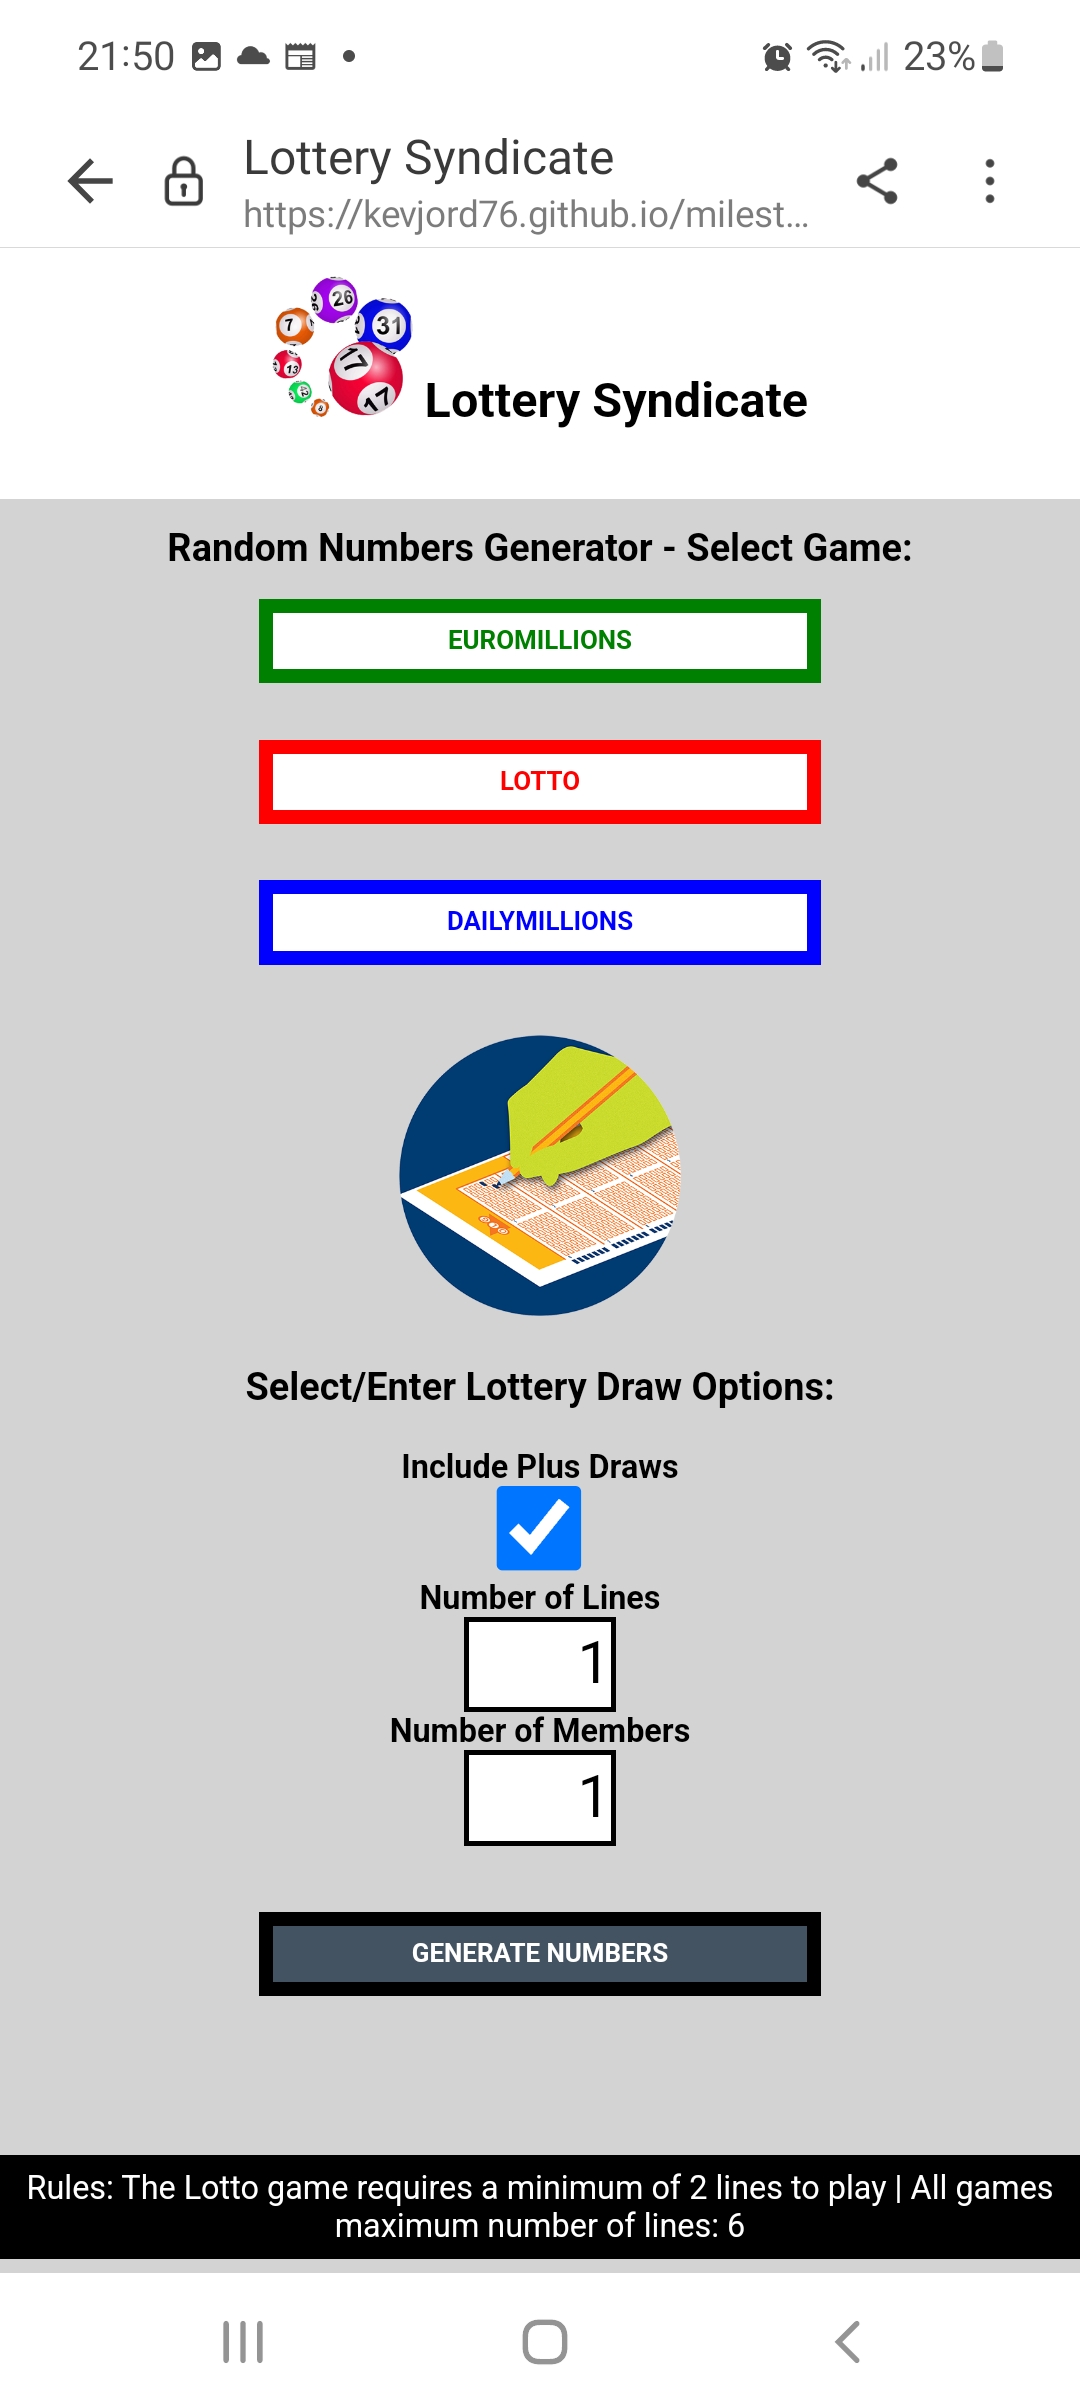 21:50
23%
Lottery Syndicate
https://kevjord76.github.io/milest...
26
7
31
13
17
17
8
Lottery Syndicate
Random Numbers Generator - Select Game:
EUROMILLIONS
LOTTO
DAILYMILLIONS
Select/Enter Lottery Draw Options:
Include Plus Draws
Number of Lines
1
Number of Members
1
GENERATE NUMBERS
Rules: The Lotto game requires a minimum of 2 lines to play | All games
maximum number of lines: 6